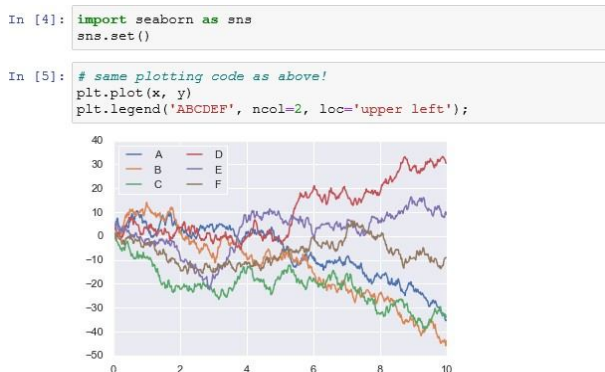 In [4]: import seaborn as sns
sns.set()
In [5]: # same plotting code as above!
plt.plot(x, y)
plt.legend('ABCDEF', ncol=2, loc='upper left');
40
30
20
10
0
−10
−20
−30
−40
−50
A D
B E
C F
0 2 4 6 8 10